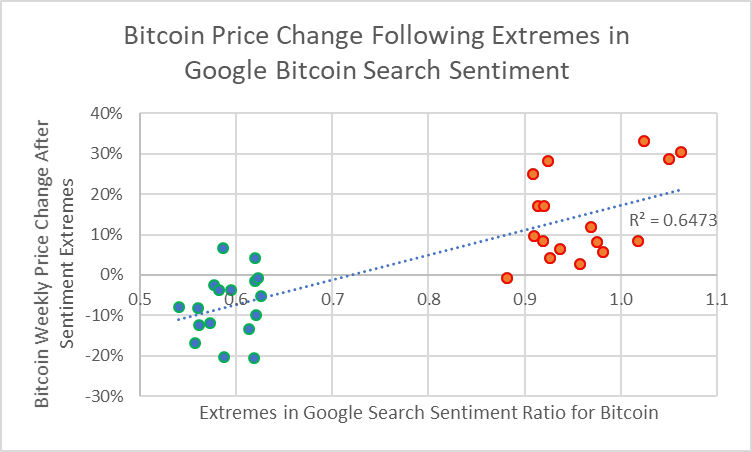 Bitcoin Price Change Following Extremes in
Google Bitcoin Search Sentiment
Bitcoin Weekly Price Change After
Sentiment Extremes
40%
30%
20%
10%
0%
-10%
-20%
-30%
0.5
0.6
0.7
0.8
0.9
1.0
1.1
R² = 0.6473
Extremes in Google Search Sentiment Ratio for Bitcoin